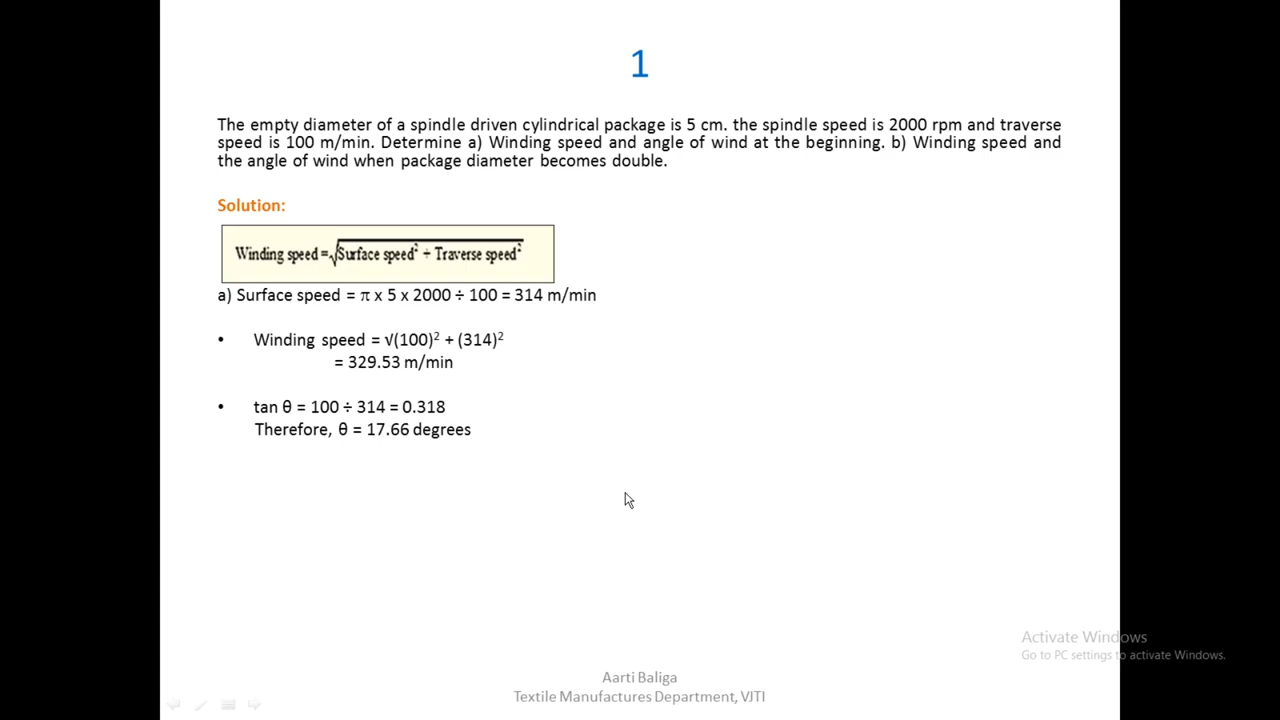 1
The empty diameter of a spindle driven cylindrical package is 5 cm. the spindle speed is 2000 rpm and traverse
speed is 100 m/min. Determine a) Winding speed and angle of wind at the beginning. b) Winding speed and
the angle of wind when package diameter becomes double.
Solution:
Winding speed =√Surface speed² + Traverse speed²
a) Surface speed = π x 5 x 2000 ÷ 100 = 314 m/min
• Winding speed = √(100)² + (314)²
= 329.53 m/min
• tan θ = 100 ÷ 314 = 0.318
Therefore, θ = 17.66 degrees
Activate Windows
Go to PC settings to activate Windows.
Aarti Baliga
Textile Manufactures Department, VJTI